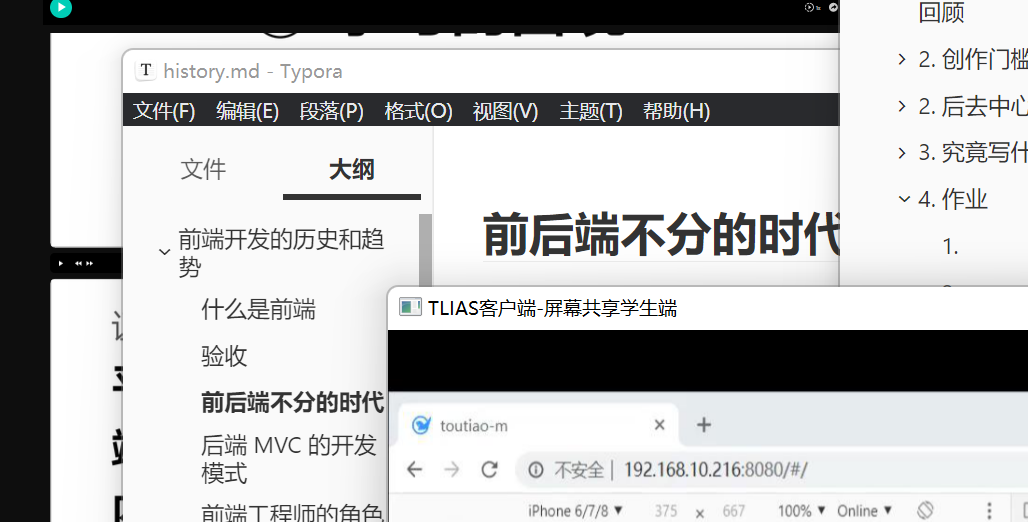 回顾
2. 创作门槛
2. 后去中心
3. 究竟写什
4. 作业
1.
history.md - Typora
文件(F) 编辑(E) 段落(P) 格式(O) 视图(V) 主题(T) 帮助(H)
文件 大纲
前端开发的历史和趋
势
什么是前端
验收
前后端不分的时代
后端 MVC 的开发
模式
前端工程师的角色
前后端不分的时代
TLIAS客户端-屏幕共享学生端
toutiao-m
不安全 | 192.168.10.216:8080/#/
iPhone 6/7/8 375 x 667 100% Online